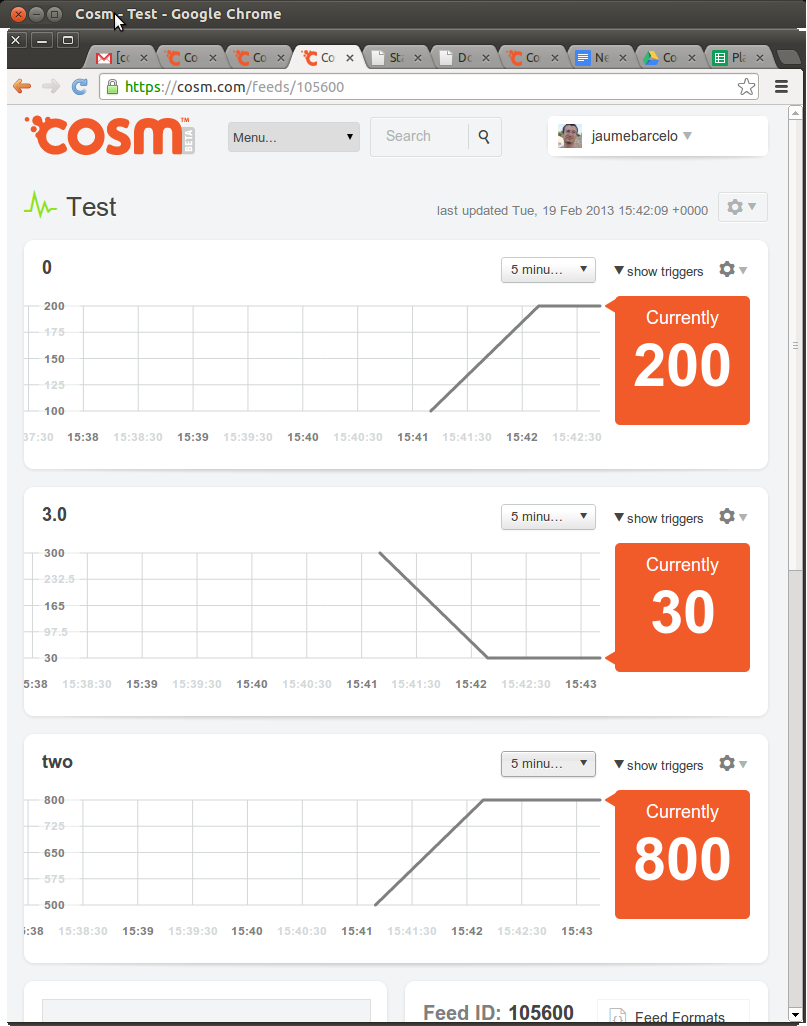 Cosm - Test - Google Chrome
M [co Co Co Co Sta Do Co Ne Co Pla
https://cosm.com/feeds/105600
cosm™ BETA Menu... Search jaumebarcelo
Test last updated Tue, 19 Feb 2013 15:42:09 +0000
0 5 minu... show triggers
Currently
200
200
175
150
125
100
37:30 15:38 15:38:30 15:39 15:39:30 15:40 15:40:30 15:41 15:41:30 15:42 15:42:30
3.0 5 minu... show triggers
Currently
30
300
232.5
165
97.5
30
5:38 15:38:30 15:39 15:39:30 15:40 15:40:30 15:41 15:41:30 15:42 15:42:30 15:43
two 5 minu... show triggers
Currently
800
800
725
650
575
500
:38 15:38:30 15:39 15:39:30 15:40 15:40:30 15:41 15:41:30 15:42 15:42:30 15:43
Feed ID: 105600 Feed Formats